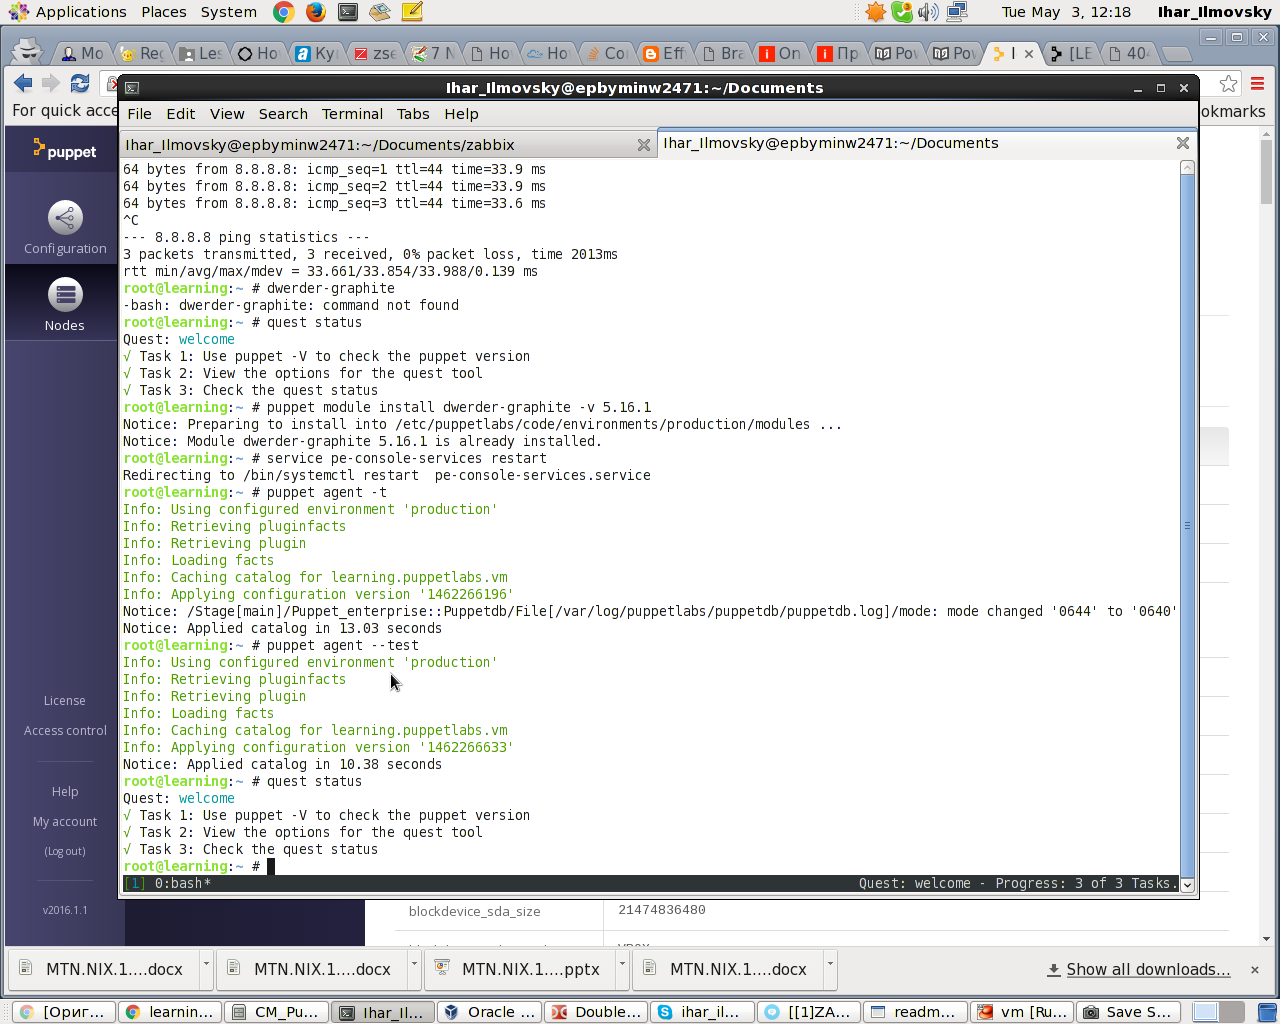 Applications Places System
Tue May 3, 12:18 Ihar_Ilmovsky
Mo Reg Les Ho Ky zse 7 N Ho Ho Co Eff Bra On Пр Pov Pov l [LE 404
For quick acce
okmarks
Ihar_Ilmovsky@epbyminw2471:~/Documents
File Edit View Search Terminal Tabs Help
Ihar_Ilmovsky@epbyminw2471:~/Documents/zabbix
Ihar_Ilmovsky@epbyminw2471:~/Documents
puppet
Configuration
Nodes
License
Access control
Help
My account
(Log out)
v2016.1.1
64 bytes from 8.8.8.8: icmp_seq=1 ttl=44 time=33.9 ms
64 bytes from 8.8.8.8: icmp_seq=2 ttl=44 time=33.9 ms
64 bytes from 8.8.8.8: icmp_seq=3 ttl=44 time=33.6 ms
^C
--- 8.8.8.8 ping statistics ---
3 packets transmitted, 3 received, 0% packet loss, time 2013ms
rtt min/avg/max/mdev = 33.661/33.854/33.988/0.139 ms
root@learning:~ # dwerder-graphite
-bash: dwerder-graphite: command not found
root@learning:~ # quest status
Quest: welcome
√ Task 1: Use puppet -V to check the puppet version
√ Task 2: View the options for the quest tool
√ Task 3: Check the quest status
root@learning:~ # puppet module install dwerder-graphite -v 5.16.1
Notice: Preparing to install into /etc/puppetlabs/code/environments/production/modules ...
Notice: Module dwerder-graphite 5.16.1 is already installed.
root@learning:~ # service pe-console-services restart
Redirecting to /bin/systemctl restart  pe-console-services.service
root@learning:~ # puppet agent -t
Info: Using configured environment 'production'
Info: Retrieving pluginfacts
Info: Retrieving plugin
Info: Loading facts
Info: Caching catalog for learning.puppetlabs.vm
Info: Applying configuration version '1462266196'
Notice: /Stage[main]/Puppet_enterprise::Puppetdb/File[/var/log/puppetlabs/puppetdb/puppetdb.log]/mode: mode changed '0644' to '0640'
Notice: Applied catalog in 13.03 seconds
root@learning:~ # puppet agent --test
Info: Using configured environment 'production'
Info: Retrieving pluginfacts
Info: Retrieving plugin
Info: Loading facts
Info: Caching catalog for learning.puppetlabs.vm
Info: Applying configuration version '1462266633'
Notice: Applied catalog in 10.38 seconds
root@learning:~ # quest status
Quest: welcome
√ Task 1: Use puppet -V to check the puppet version
√ Task 2: View the options for the quest tool
√ Task 3: Check the quest status
root@learning:~ #
[1] 0:bash* Quest: welcome - Progress: 3 of 3 Tasks.
blockdevice_sda_size 21474836480
MTN.NIX.1....docx MTN.NIX.1....docx MTN.NIX.1....pptx MTN.NIX.1....docx Show all downloads...
[Ориг... learnin... CM_Pu... Ihar_Il... Oracle ... Double... ihar_il... [[1]ZA... readm... vm [Ru... Save S...